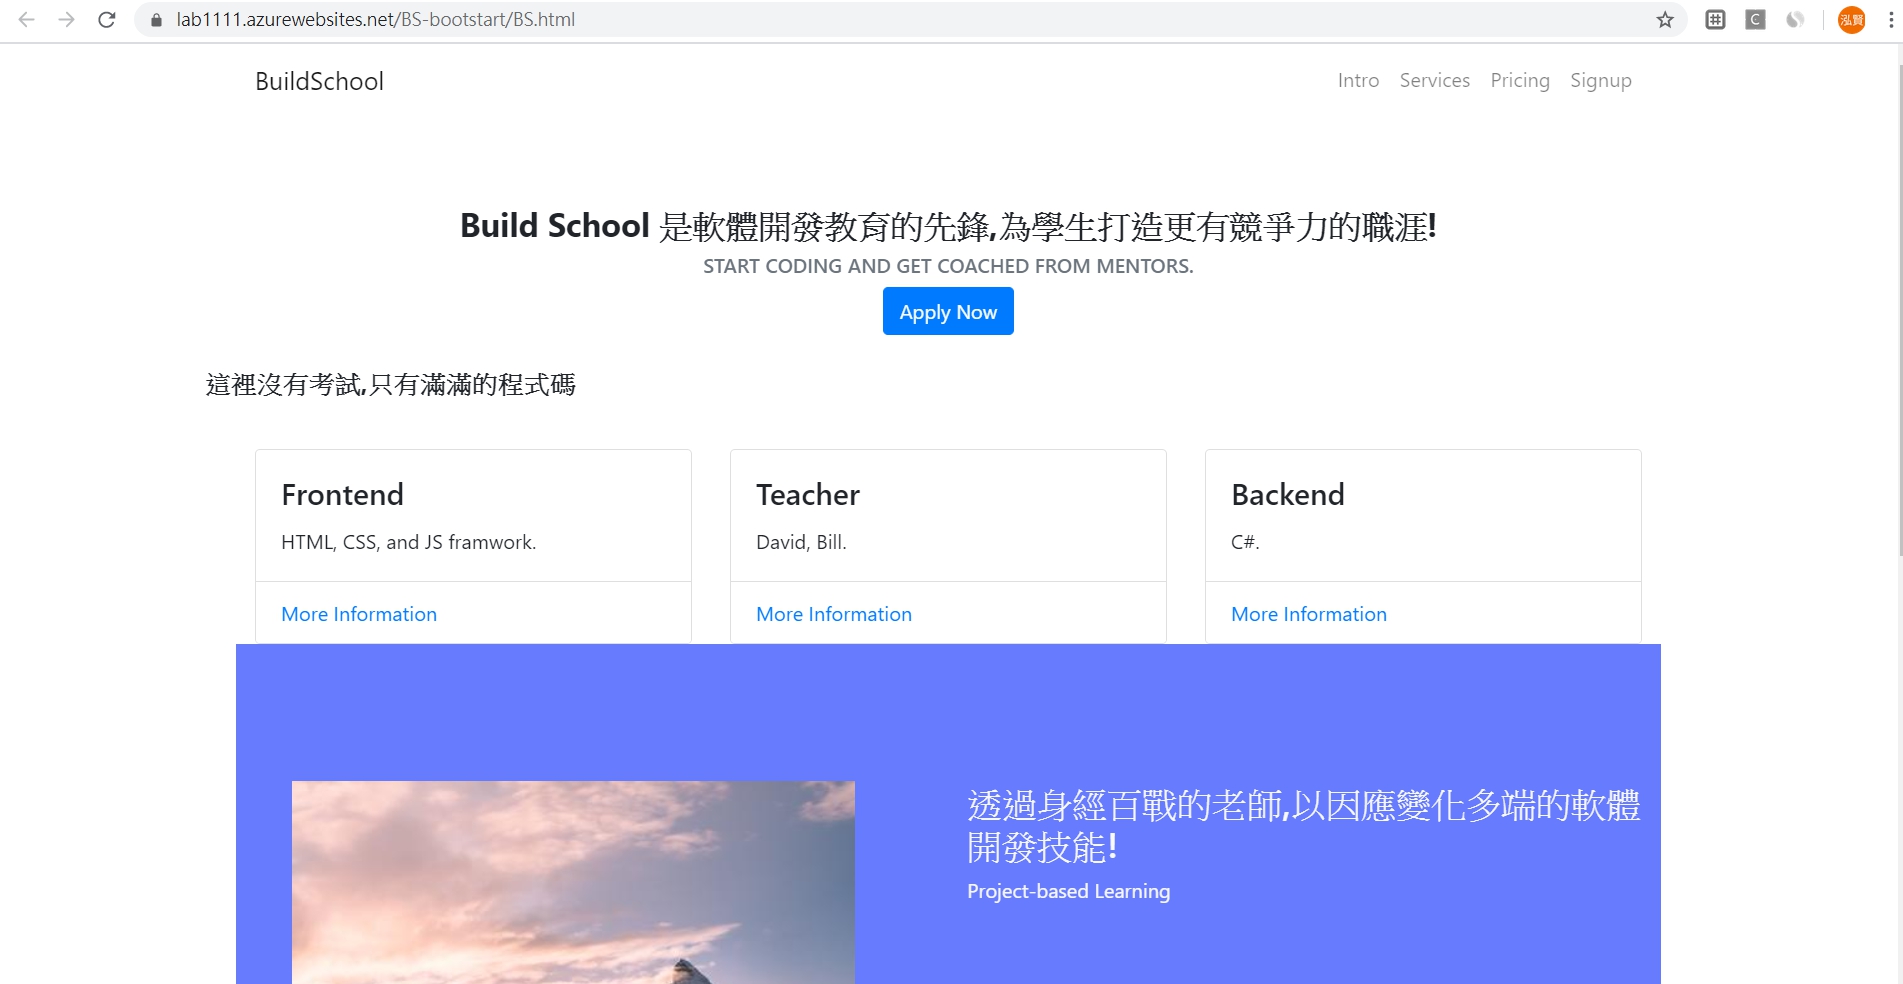 lab1111.azurewebsites.net/BS-bootstart/BS.html
泓賢
BuildSchool
Intro Services Pricing Signup
Build School 是軟體開發教育的先鋒,為學生打造更有競爭力的職涯!
START CODING AND GET COACHED FROM MENTORS.
Apply Now
這裡沒有考試,只有滿滿的程式碼
Frontend
HTML, CSS, and JS framwork.
More Information
Teacher
David, Bill.
More Information
Backend
C#.
More Information
透過身經百戰的老師,以因應變化多端的軟體
開發技能!
Project-based Learning